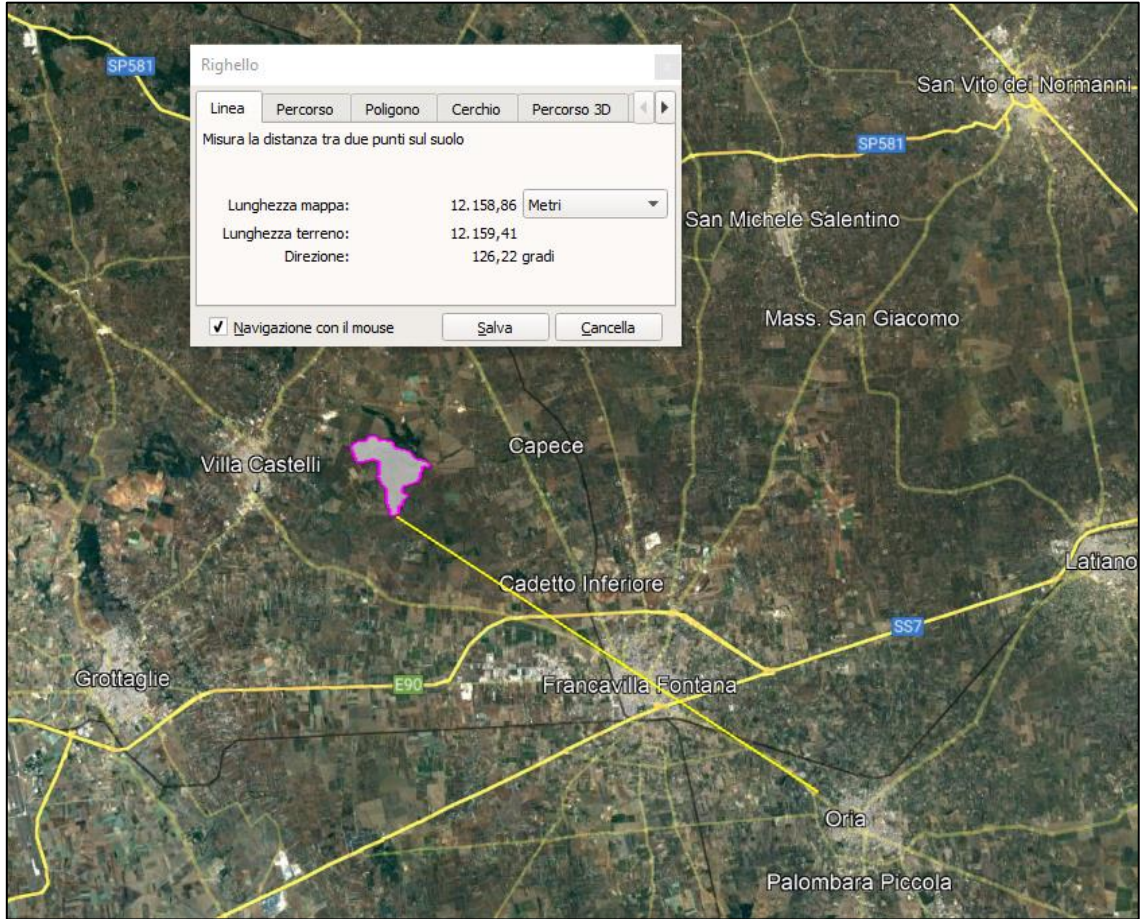 SP581
Righello
Linea Percorso Poligono Cerchio Percorso 3D
Misura la distanza tra due punti sul suolo
Lunghezza mappa: 12.158,86 Metri
Lunghezza terreno: 12.159,41
Direzione: 126,22 gradi
Navigazione con il mouse Salva Cancella
San Vito dei Normanni
SP581
San Michele Salentino
Mass. San Giacomo
Capece
Villa Castelli
Latiano
Cadetto Inferiore
SS7
Grottaglie
E90
Francavilla Fontana
Oria
Palombara Piccola